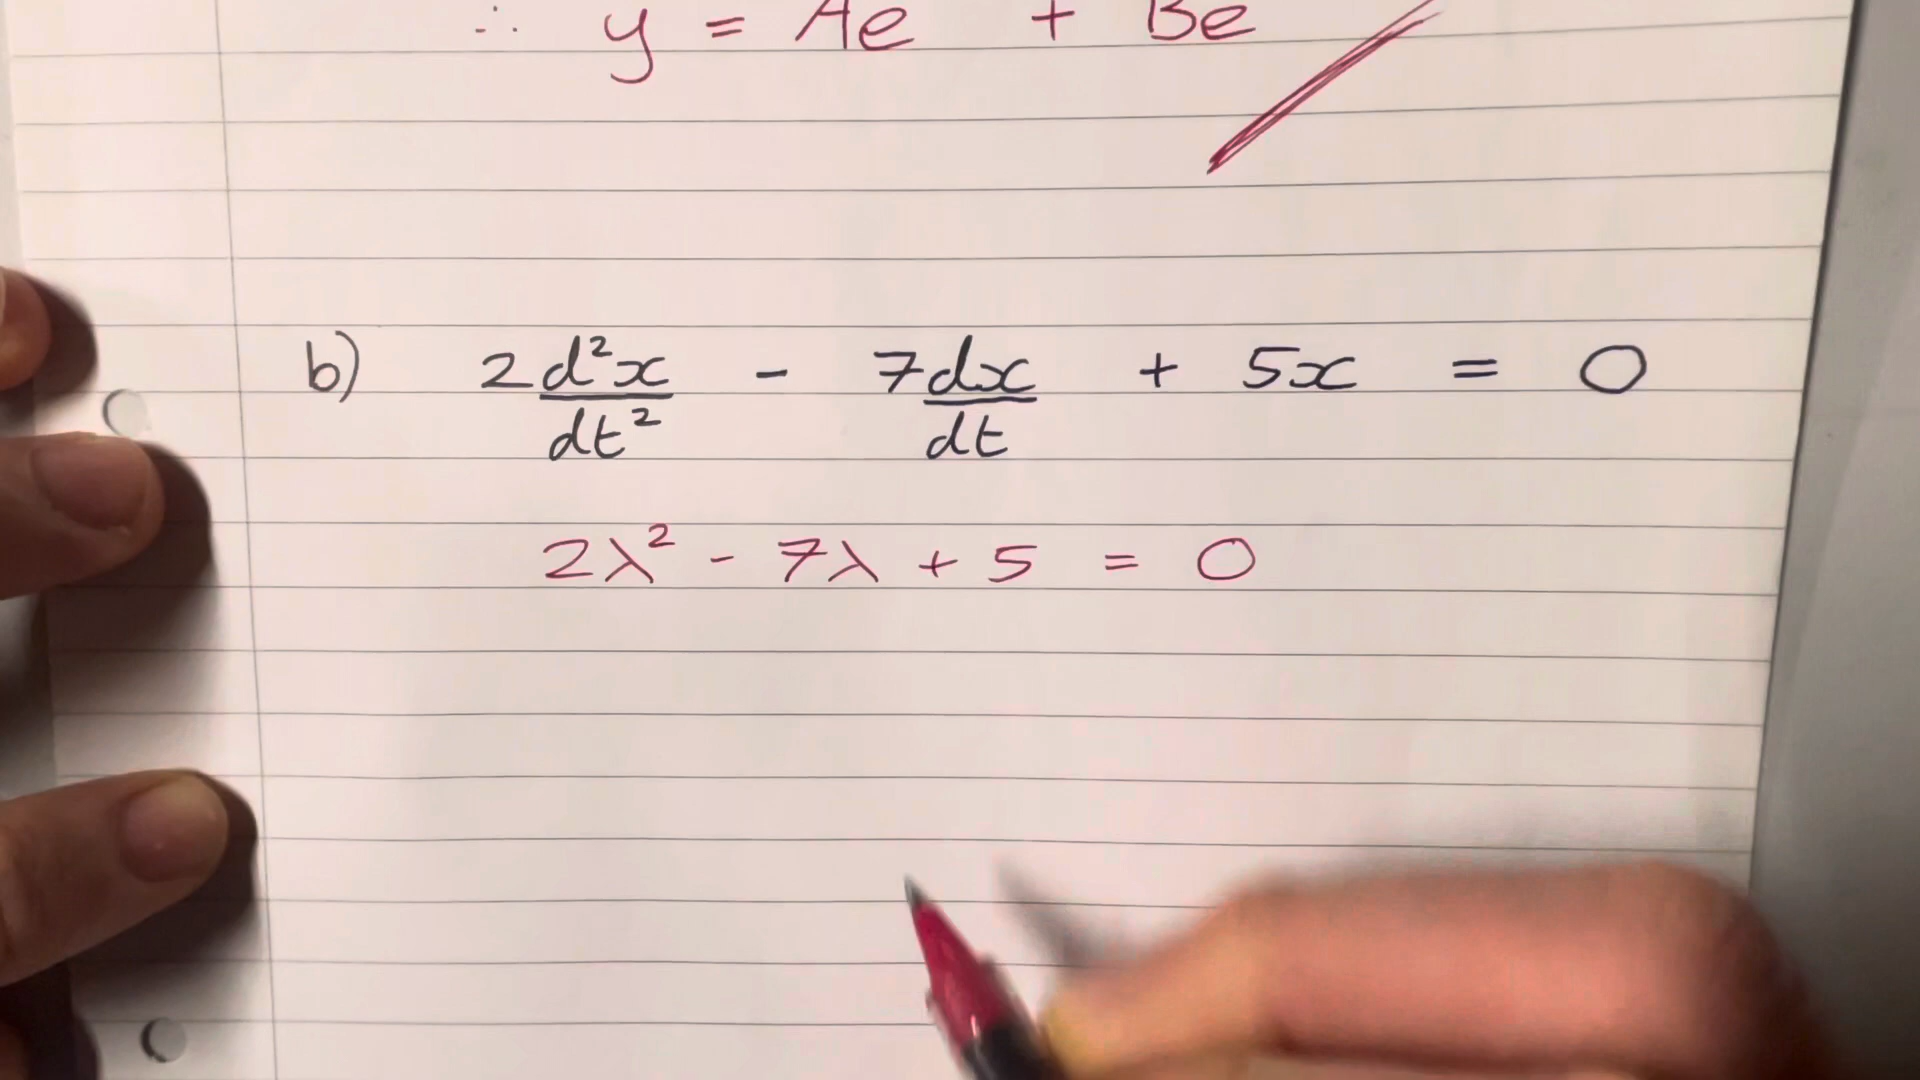 ∴ y = Ae + Be
b) 2d²x/dt² - 7dx/dt + 5x = 0
2λ² - 7λ + 5 = 0